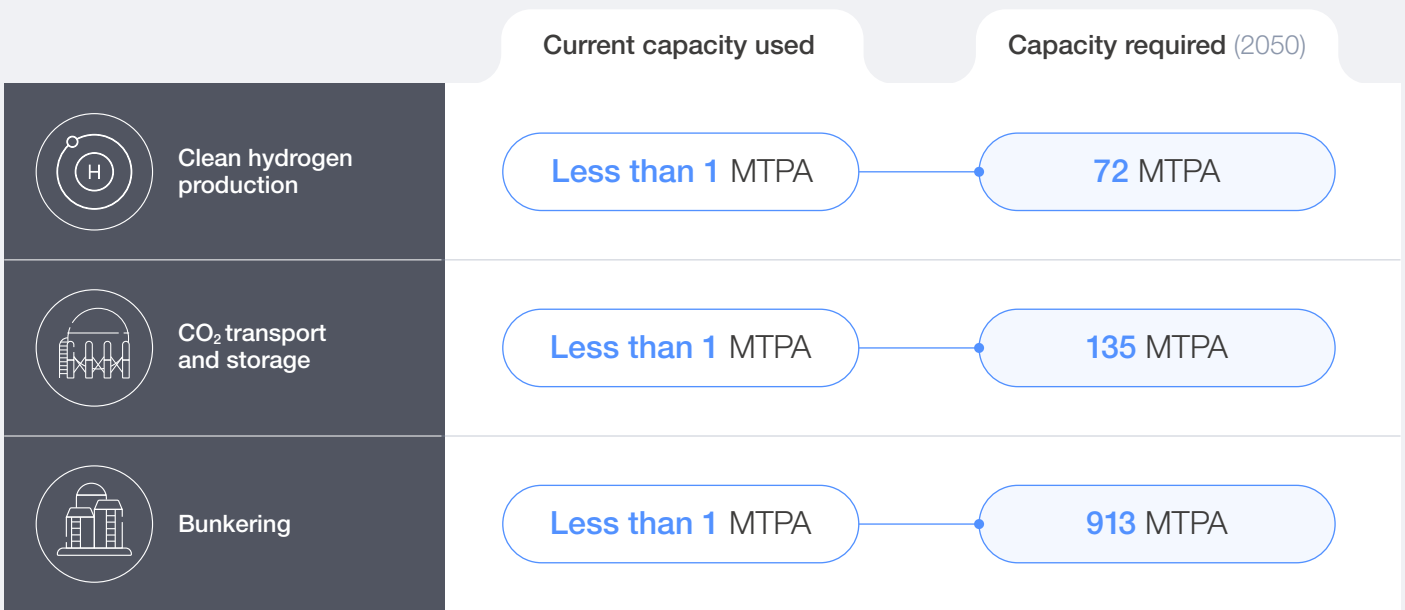 Current capacity used
Capacity required (2050)
H
Clean hydrogen
production
Less than 1 MTPA
72 MTPA
CO₂ transport
and storage
Less than 1 MTPA
135 MTPA
Bunkering
Less than 1 MTPA
913 MTPA